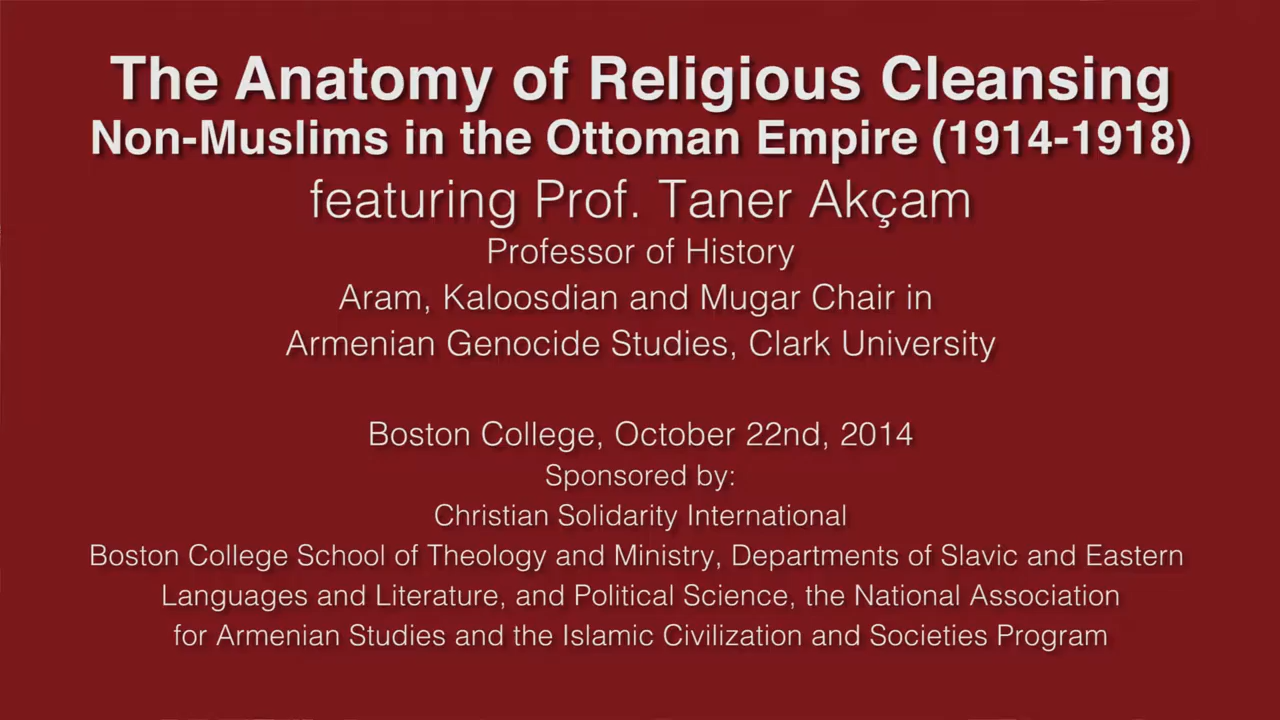 The Anatomy of Religious Cleansing
Non-Muslims in the Ottoman Empire (1914-1918)
featuring Prof. Taner Akçam
Professor of History
Aram, Kaloosdian and Mugar Chair in
Armenian Genocide Studies, Clark University
Boston College, October 22nd, 2014
Sponsored by:
Christian Solidarity International
Boston College School of Theology and Ministry, Departments of Slavic and Eastern
Languages and Literature, and Political Science, the National Association
for Armenian Studies and the Islamic Civilization and Societies Program